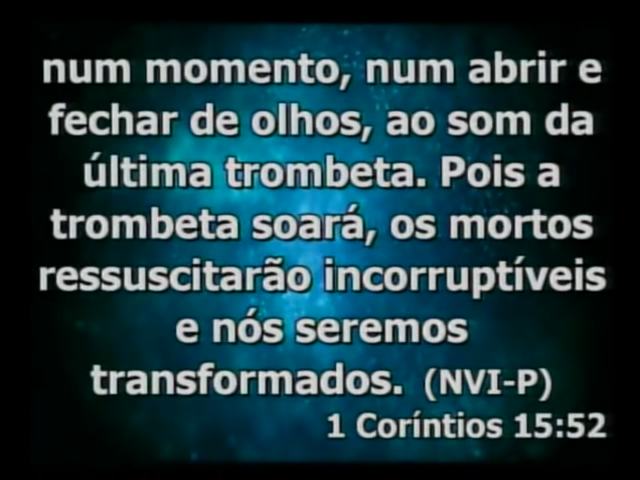 num momento, num abrir e
fechar de olhos, ao som da
última trombeta. Pois a
trombeta soará, os mortos
ressuscitarão incorruptíveis
e nós seremos
transformados. (NVI-P)
1 Coríntios 15:52